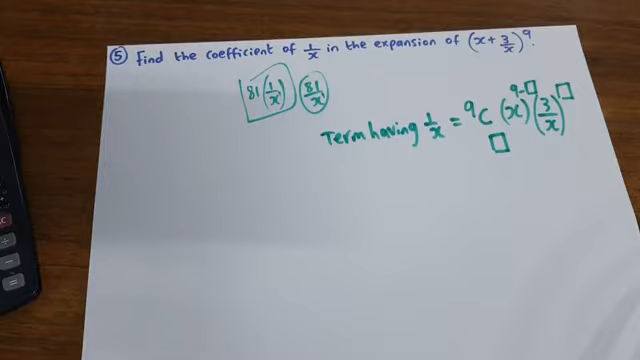 ⑤ Find the coefficient of 1/x in the expansion of (x + 3/x)^9.
81(1/x) (81/x)
Term having 1/x = ⁹C□ (x)^(9-□) (3/x)^□
AC
+
−
=